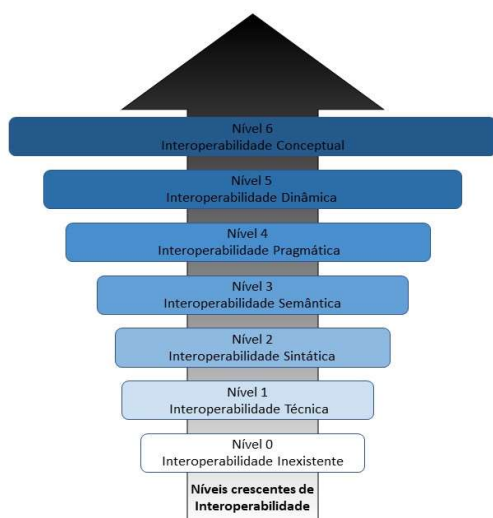 Nível 6
Interoperabilidade Conceptual
Nível 5
Interoperabilidade Dinâmica
Nível 4
Interoperabilidade Pragmática
Nível 3
Interoperabilidade Semântica
Nível 2
Interoperabilidade Sintática
Nível 1
Interoperabilidade Técnica
Nível 0
Interoperabilidade Inexistente
Níveis crescentes de
Interoperabilidade